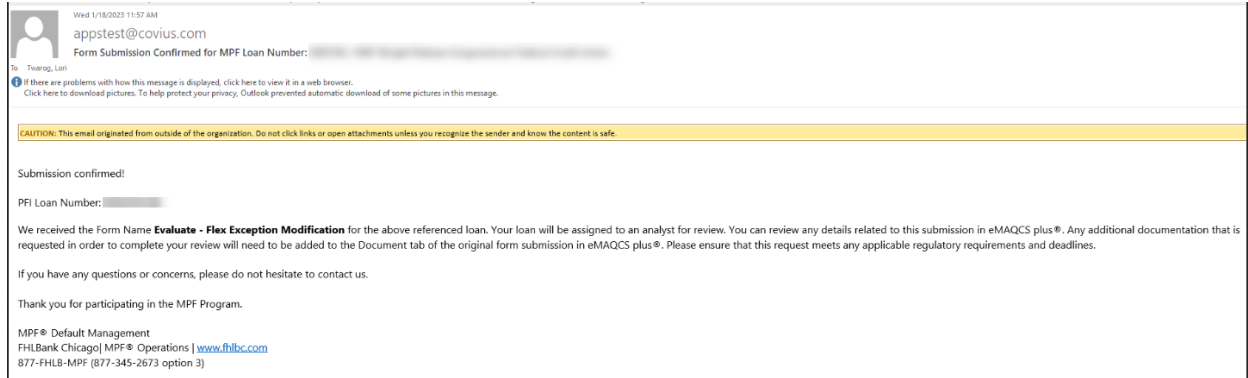 Wed 1/18/2023 11:57 AM
appstest@covius.com
Form Submission Confirmed for MPF Loan Number:
To Twarog, Lori
If there are problems with how this message is displayed, click here to view it in a web browser.
Click here to download pictures. To help protect your privacy, Outlook prevented automatic download of some pictures in this message.
CAUTION: This email originated from outside of the organization. Do not click links or open attachments unless you recognize the sender and know the content is safe.
Submission confirmed!
PFI Loan Number:
We received the Form Name Evaluate - Flex Exception Modification for the above referenced loan. Your loan will be assigned to an analyst for review. You can review any details related to this submission in eMAQCS plus®. Any additional documentation that is
requested in order to complete your review will need to be added to the Document tab of the original form submission in eMAQCS plus®. Please ensure that this request meets any applicable regulatory requirements and deadlines.
If you have any questions or concerns, please do not hesitate to contact us.
Thank you for participating in the MPF Program.
MPF® Default Management
FHLBank Chicago| MPF® Operations | www.fhlbc.com
877-FHLB-MPF (877-345-2673 option 3)